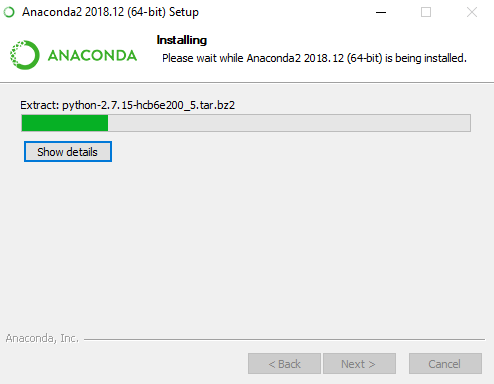 Anaconda2 2018.12 (64-bit) Setup
ANACONDA
Installing
Please wait while Anaconda2 2018.12 (64-bit) is being installed.
Extract: python-2.7.15-hcb6e200_5.tar.bz2
Show details
Anaconda, Inc.
< Back
Next >
Cancel